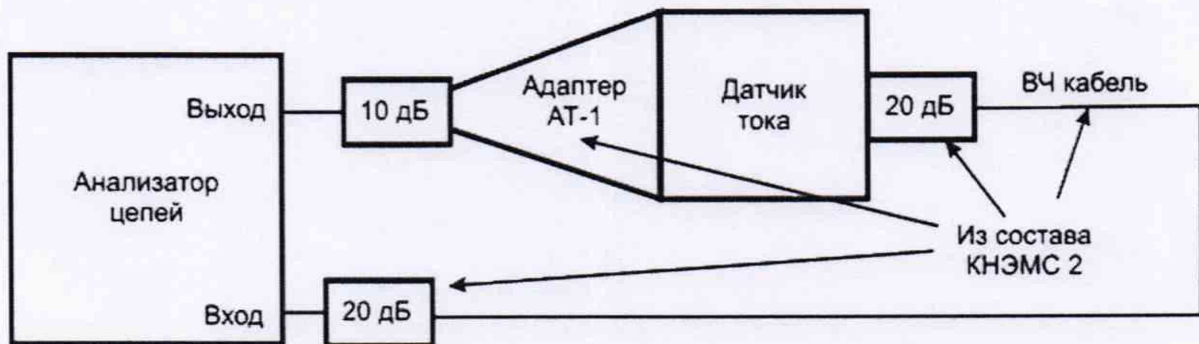 Анализатор
цепей
Выход
Вход
10 дБ
Адаптер
АТ-1
Датчик
тока
20 дБ
ВЧ кабель
Из состава
КНЭМС 2
20 дБ